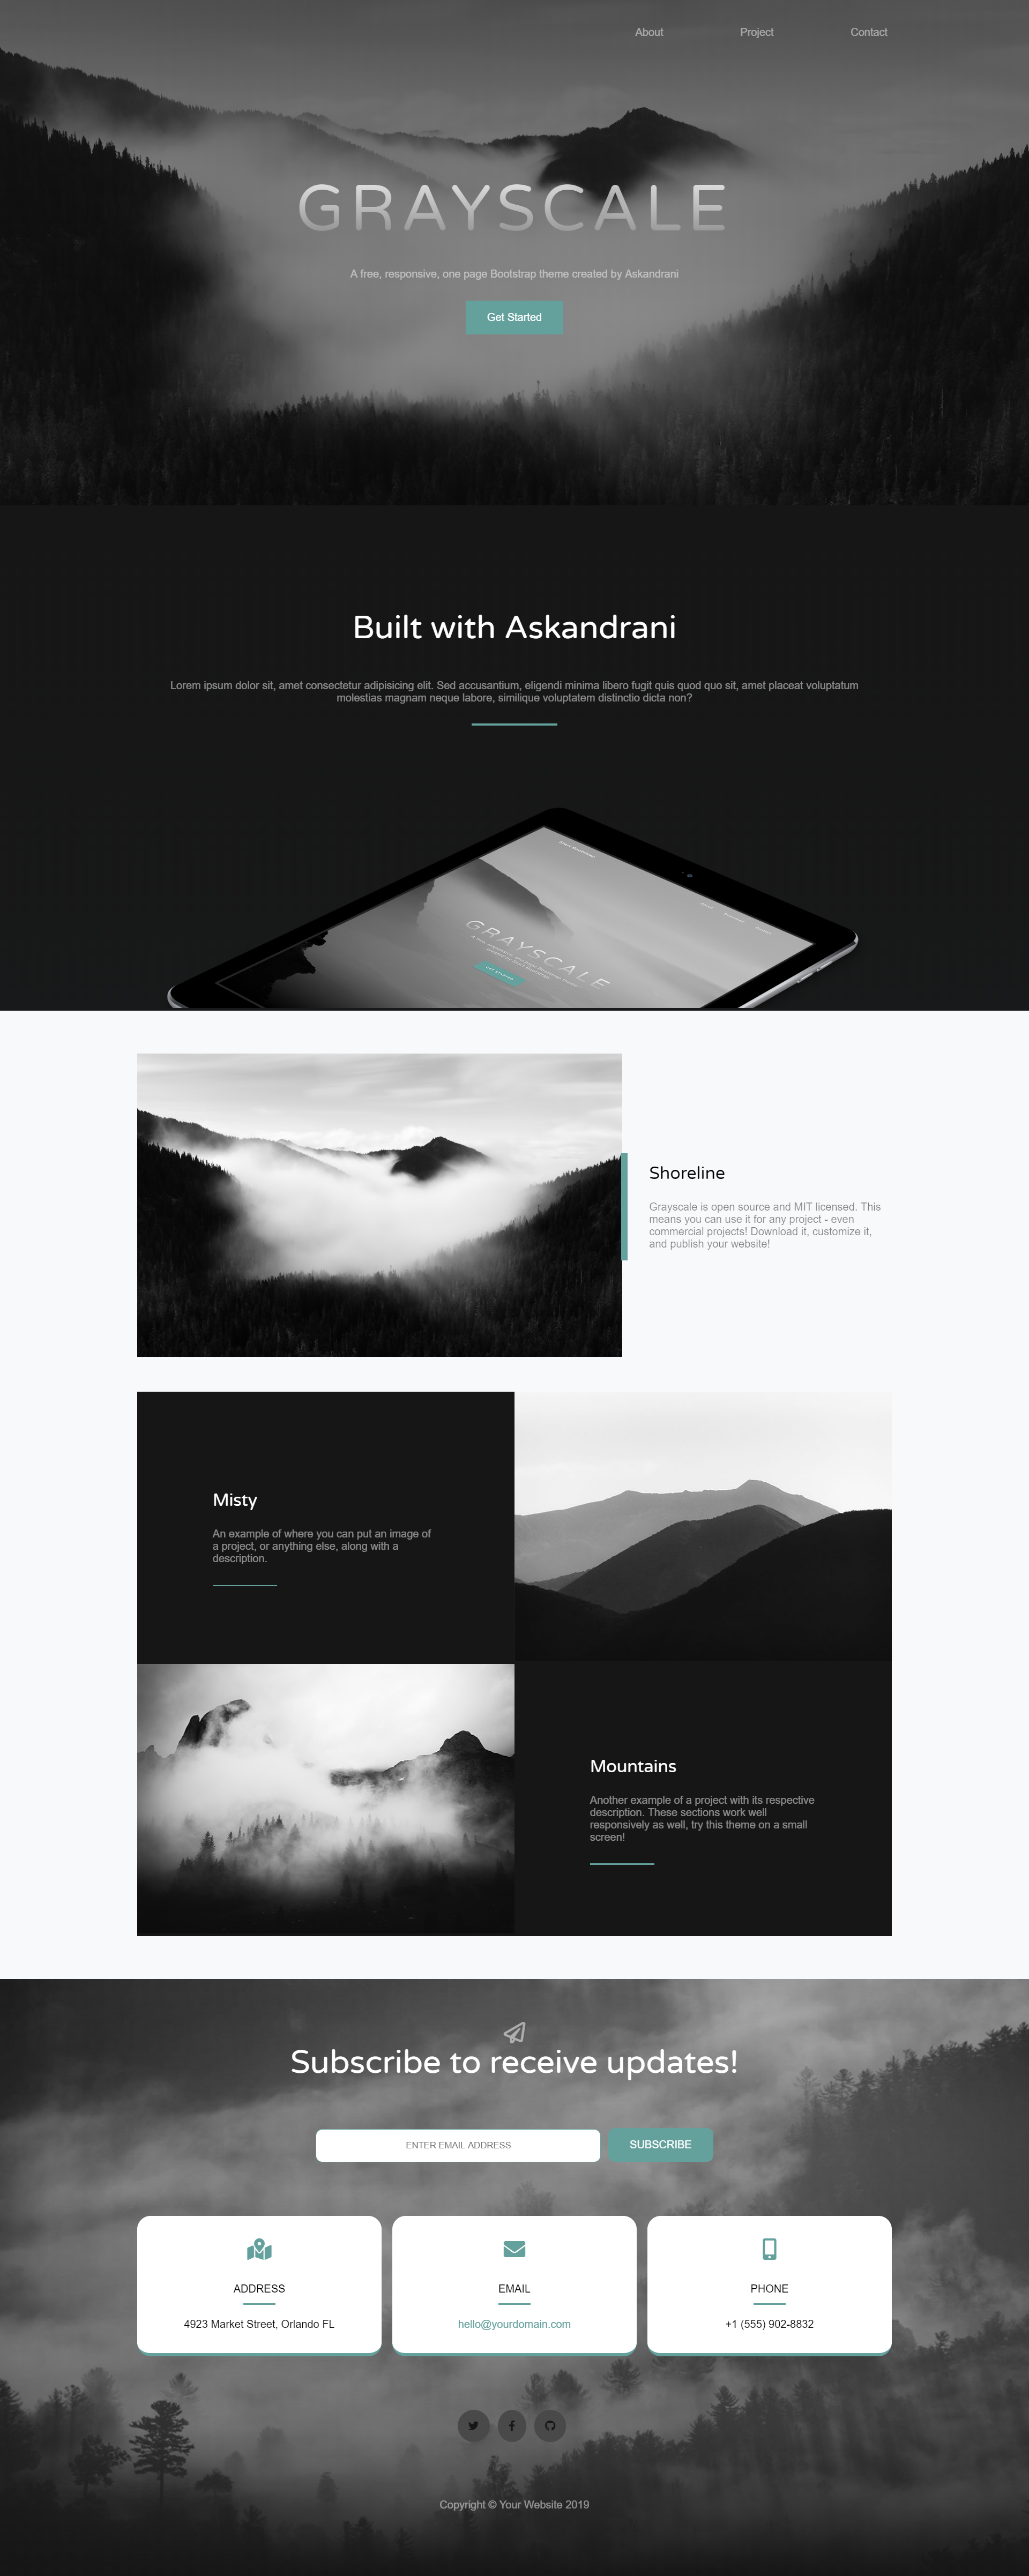 About Project Contact
GRAYSCALE
A free, responsive, one page Bootstrap theme created by Askandrani
Get Started
Built with Askandrani
Lorem ipsum dolor sit, amet consectetur adipisicing elit. Sed accusantium, eligendi minima libero fugit quis quod quo sit, amet placeat voluptatum
molestias magnam neque labore, similique voluptatem distinctio dicta non?
GRAYSCALE
Shoreline
Grayscale is open source and MIT licensed. This
means you can use it for any project - even
commercial projects! Download it, customize it,
and publish your website!
Misty
An example of where you can put an image of
a project, or anything else, along with a
description.
Mountains
Another example of a project with its respective
description. These sections work well
responsively as well, try this theme on a small
screen!
Subscribe to receive updates!
ENTER EMAIL ADDRESS
SUBSCRIBE
ADDRESS
4923 Market Street, Orlando FL
EMAIL
hello@yourdomain.com
PHONE
+1 (555) 902-8832
Copyright © Your Website 2019